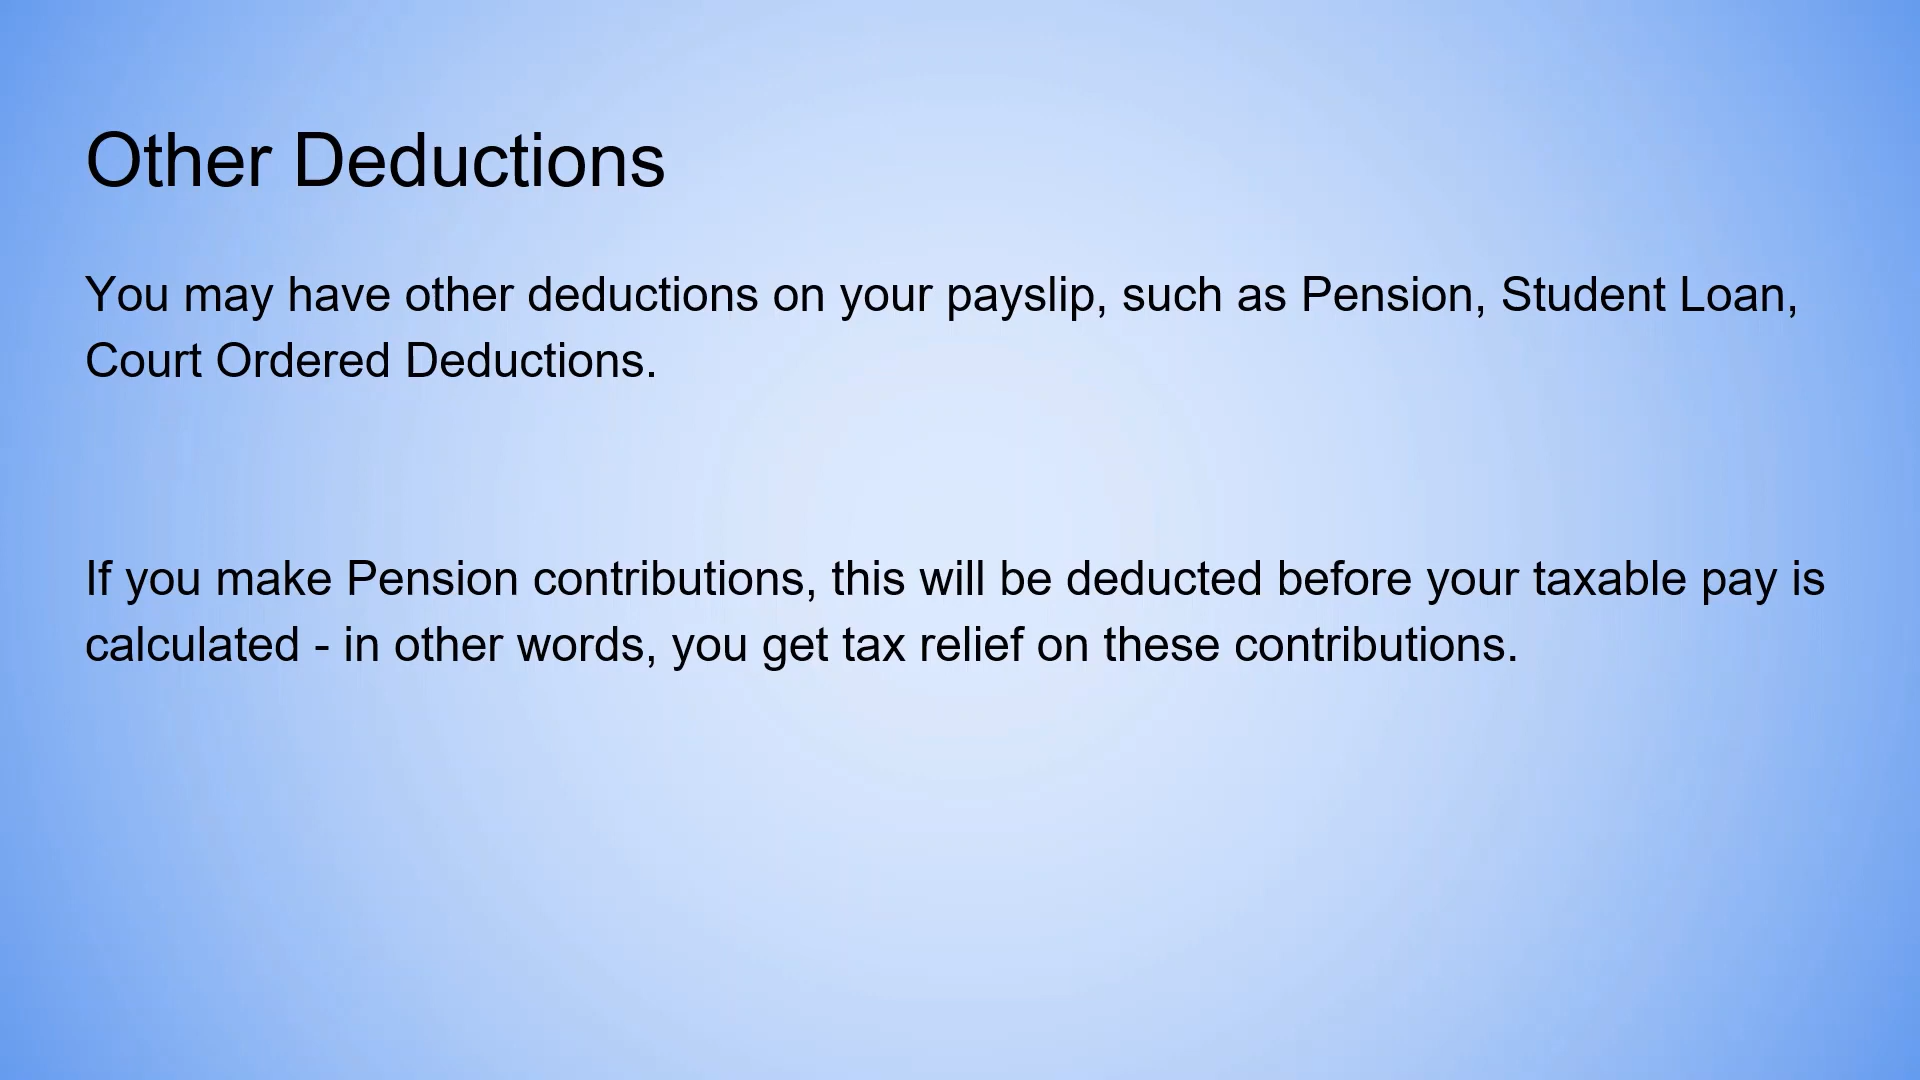 Other Deductions
You may have other deductions on your payslip, such as Pension, Student Loan,
Court Ordered Deductions.
If you make Pension contributions, this will be deducted before your taxable pay is
calculated - in other words, you get tax relief on these contributions.